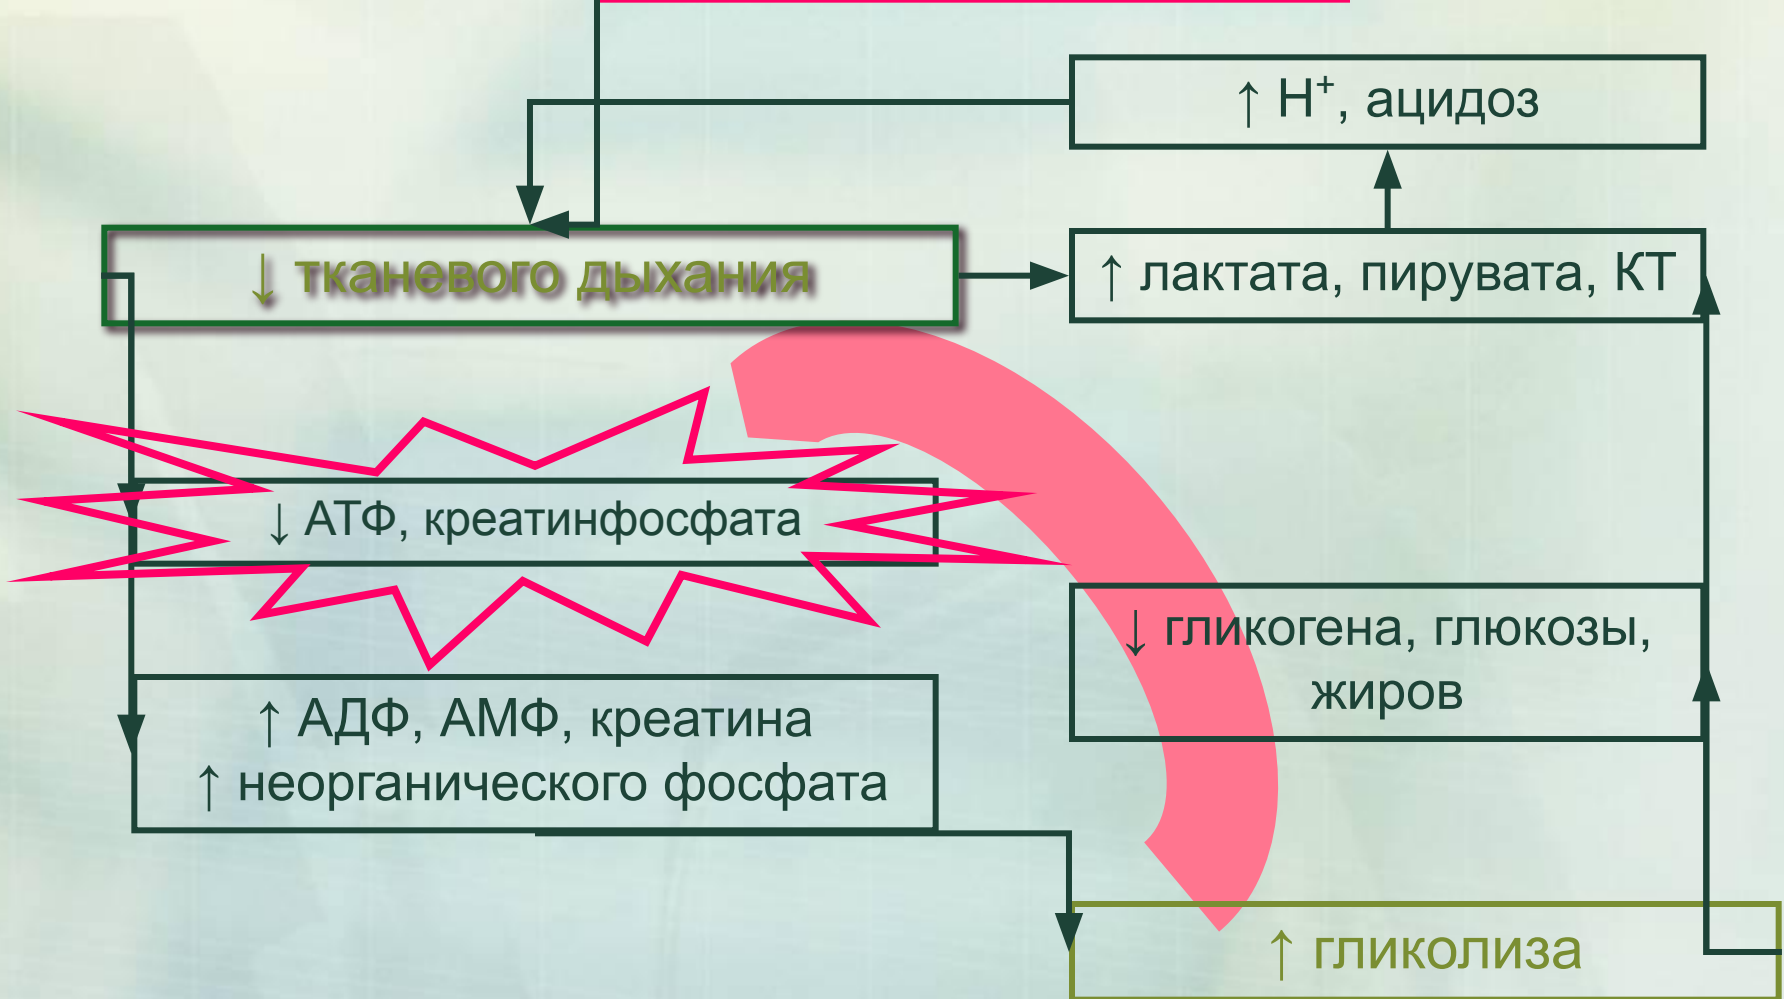 ↑ H⁺, ацидоз
↓ тканевого дыхания
↑ лактата, пирувата, КТ
↓ АТФ, креатинфосфата
↓ гликогена, глюкозы,
жиров
↑ АДФ, АМФ, креатина
↑ неорганического фосфата
↑ гликолиза